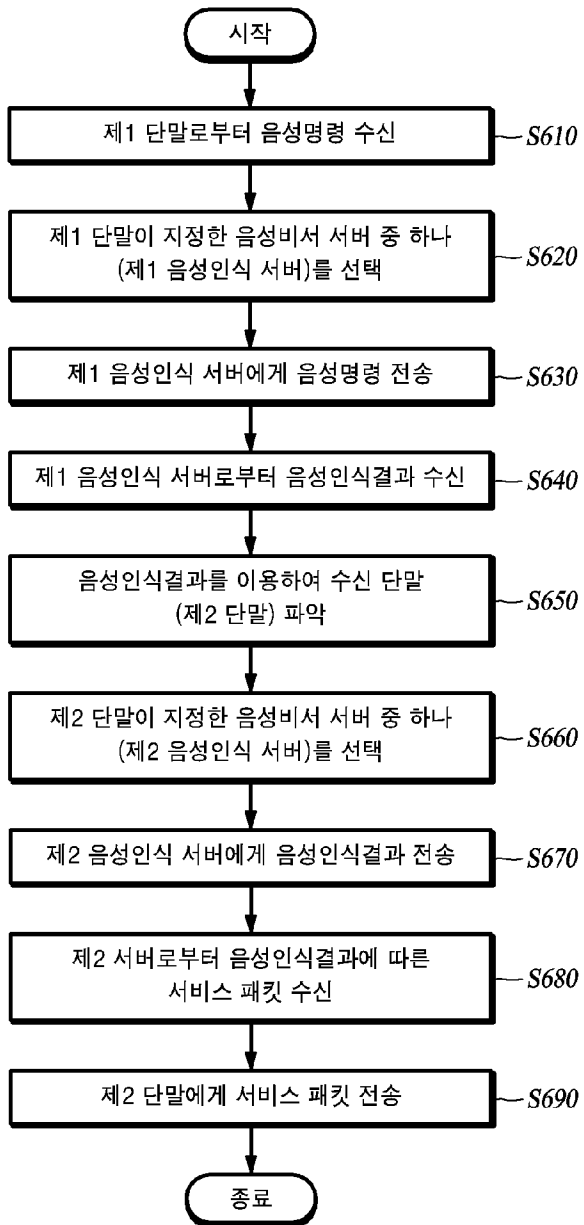 시작
제1 단말로부터 음성명령 수신
S610
제1 단말이 지정한 음성비서 서버 중 하나
(제1 음성인식 서버)를 선택
S620
제1 음성인식 서버에게 음성명령 전송
S630
제1 음성인식 서버로부터 음성인식결과 수신
S640
음성인식결과를 이용하여 수신 단말
(제2 단말) 파악
S650
제2 단말이 지정한 음성비서 서버 중 하나
(제2 음성인식 서버)를 선택
S660
제2 음성인식 서버에게 음성인식결과 전송
S670
제2 서버로부터 음성인식결과에 따른
서비스 패킷 수신
S680
제2 단말에게 서비스 패킷 전송
S690
종료